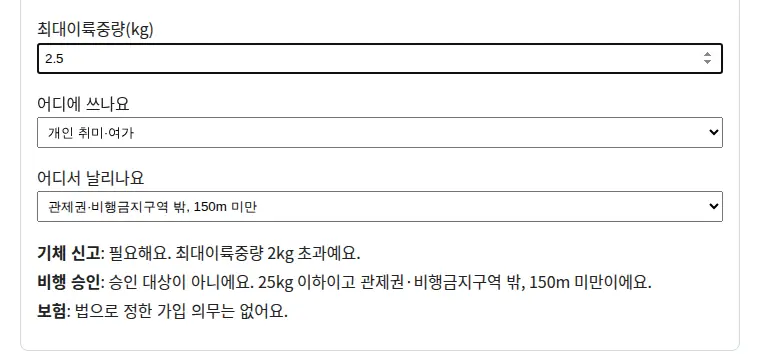 최대이륙중량(kg)
2.5
어디에 쓰나요
개인 취미·여가
어디서 날리나요
관제권·비행금지구역 밖, 150m 미만
기체 신고: 필요해요. 최대이륙중량 2kg 초과예요.
비행 승인: 승인 대상이 아니에요. 25kg 이하이고 관제권·비행금지구역 밖, 150m 미만이에요.
보험: 법으로 정한 가입 의무는 없어요.